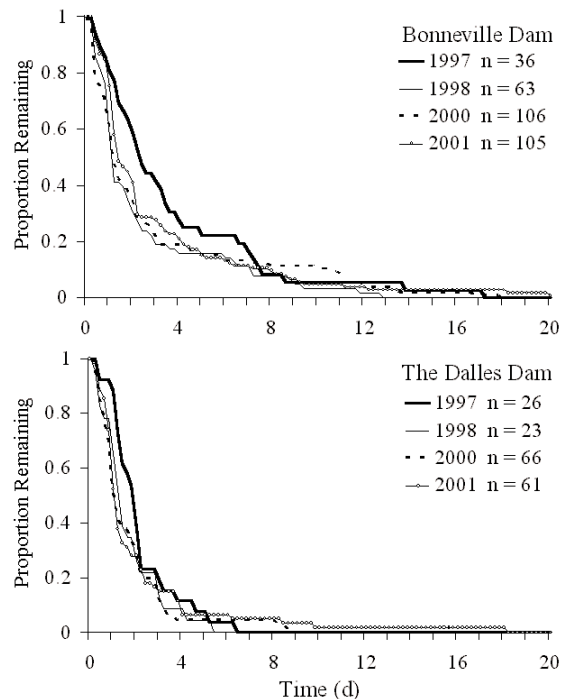 Bonneville Dam
1997 n = 36
1998 n = 63
2000 n = 106
2001 n = 105
Proportion Remaining
1
0.8
0.6
0.4
0.2
0
0 4 8 12 16 20
The Dalles Dam
1997 n = 26
1998 n = 23
2000 n = 66
2001 n = 61
Proportion Remaining
1
0.8
0.6
0.4
0.2
0
0 4 8 12 16 20
Time (d)